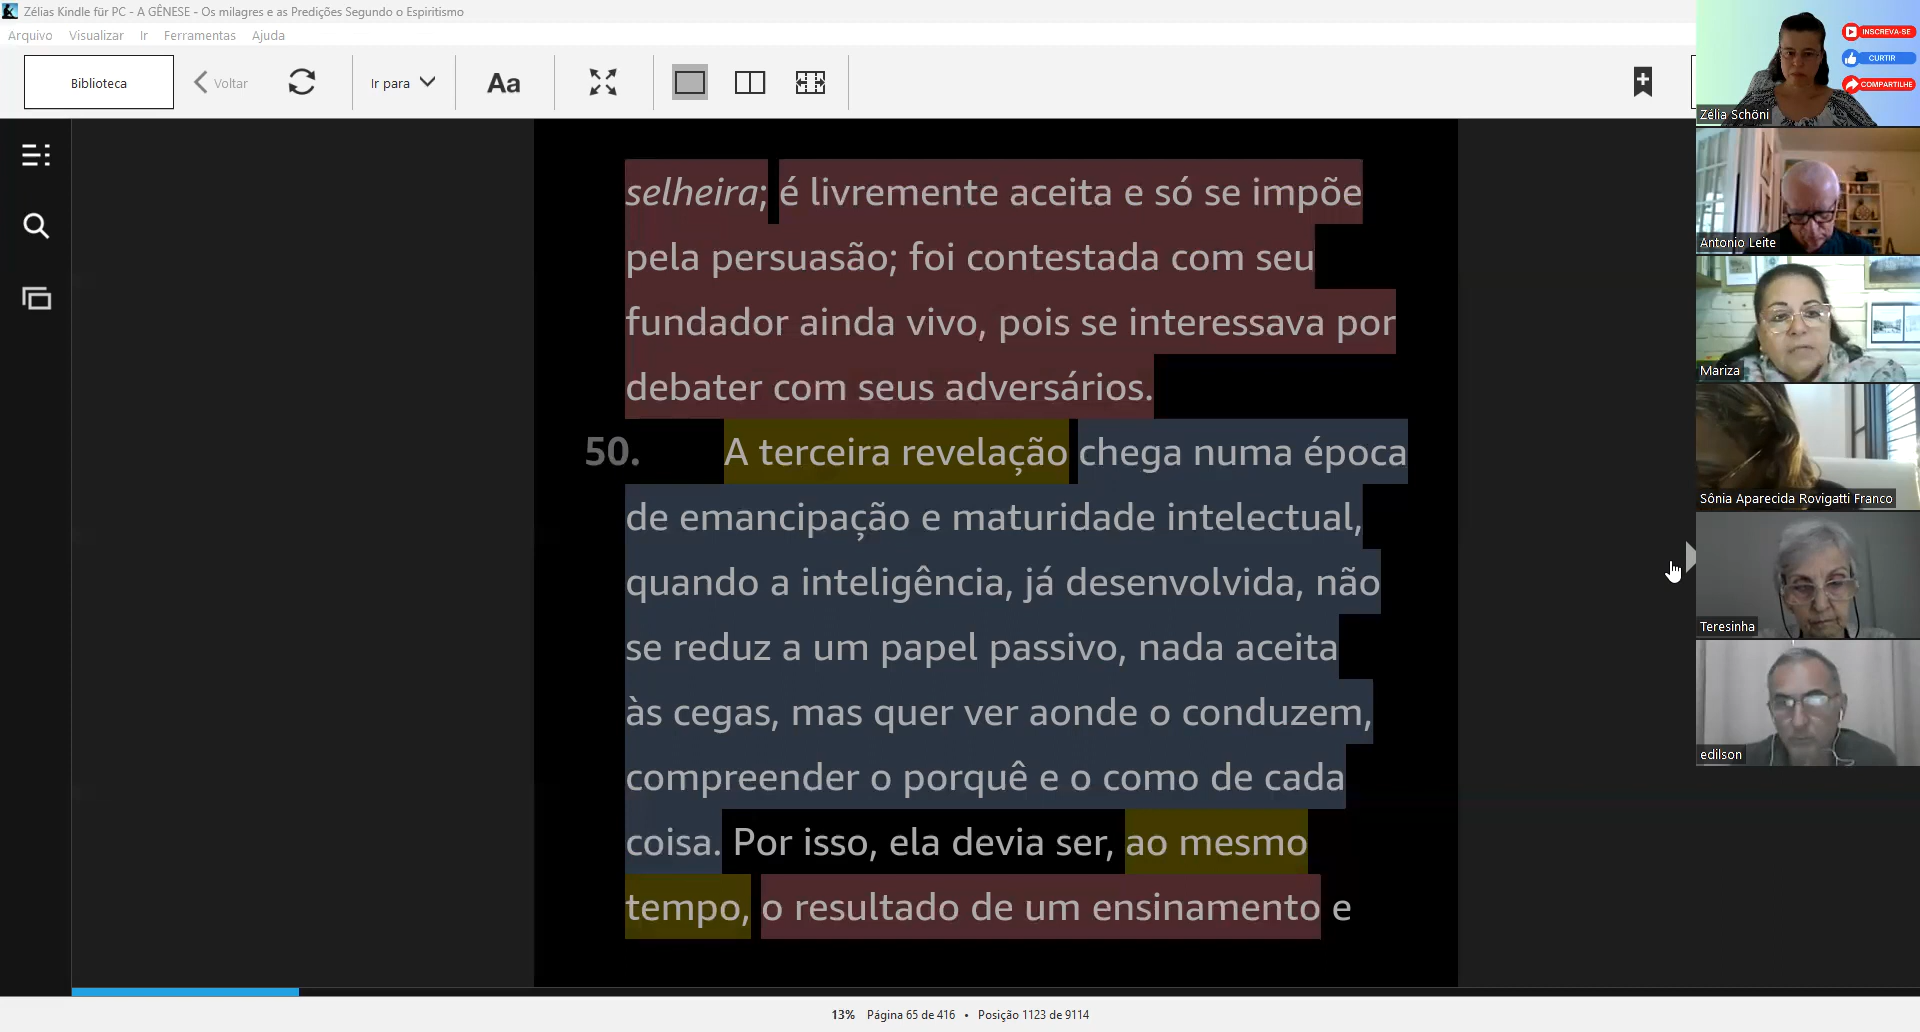 Zélias Kindle für PC - A GÊNESE - Os milagres e as Predições Segundo o Espiritismo
Arquivo Visualizar Ir Ferramentas Ajuda
Biblioteca
Voltar
Ir para
Aa
INSCREVA-SE
CURTIR
COMPARTILHE
Zélia Schöni
Antonio Leite
Mariza
Sônia Aparecida Rovigatti Franco
Teresinha
edilson
selheira; é livremente aceita e só se impõe
pela persuasão; foi contestada com seu
fundador ainda vivo, pois se interessava por
debater com seus adversários.
50. A terceira revelação chega numa época
de emancipação e maturidade intelectual,
quando a inteligência, já desenvolvida, não
se reduz a um papel passivo, nada aceita
às cegas, mas quer ver aonde o conduzem,
compreender o porquê e o como de cada
coisa. Por isso, ela devia ser, ao mesmo
tempo, o resultado de um ensinamento e
13% Página 65 de 416 • Posição 1123 de 9114